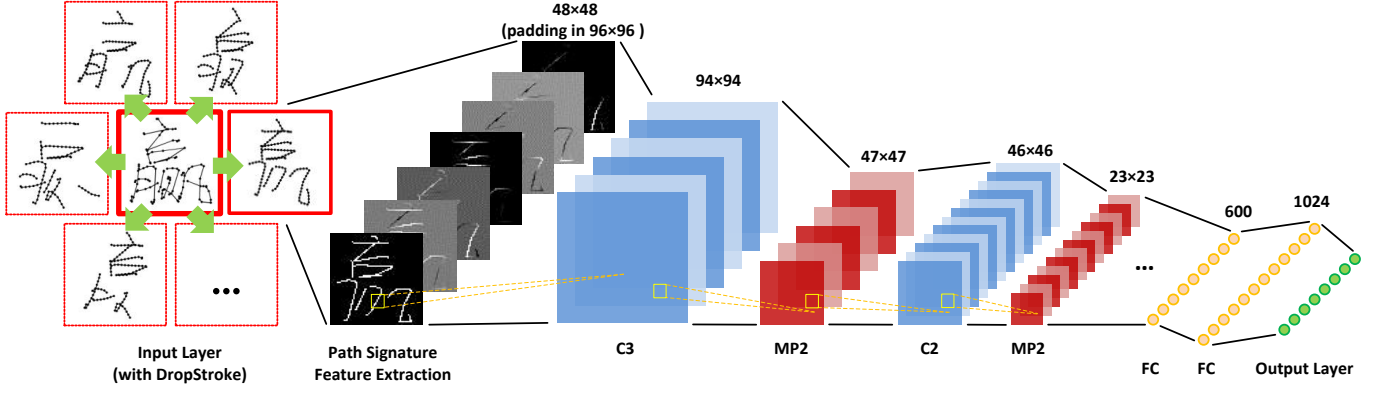 48×48
(padding in 96×96 )
94×94
47×47
46×46
23×23
600
1024
...
...
Input Layer
(with DropStroke)
Path Signature
Feature Extraction
C3
MP2
C2
MP2
FC
FC
Output Layer